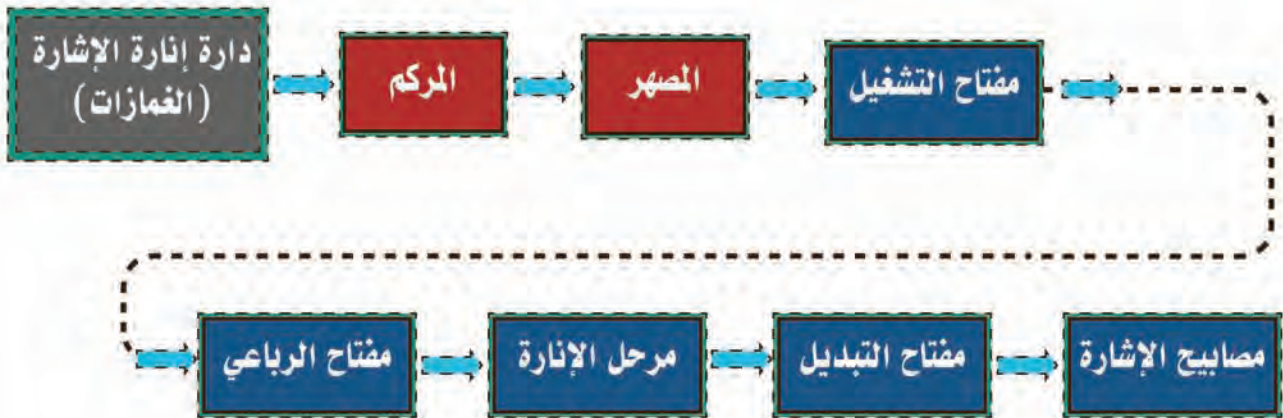 دارة إنارة الإشارة
(الغمازات)
المركم
المصهر
مفتاح التشغيل
مفتاح الرباعي
مرحل الإنارة
مفتاح التبديل
مصابيح الإشارة